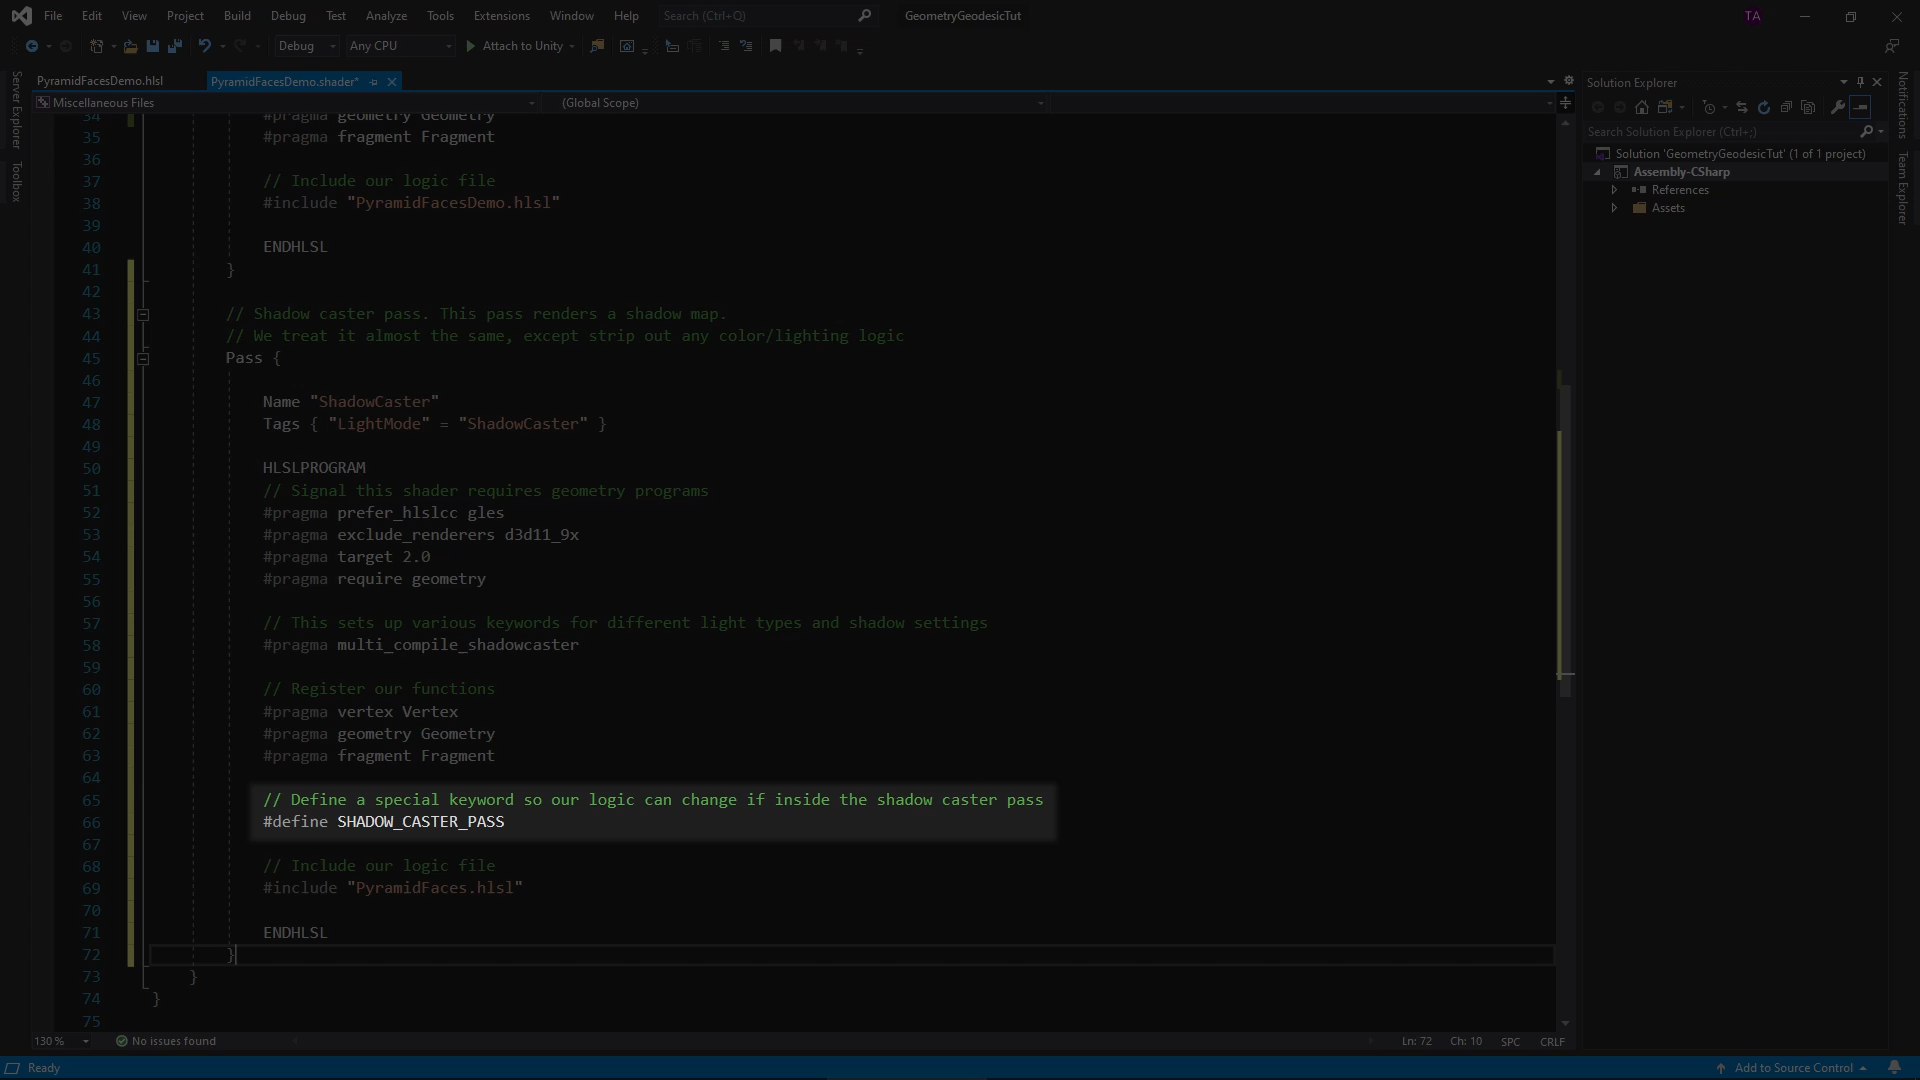 File Edit View Project Build Debug Test Analyze Tools Extensions Window Help Search (Ctrl+Q) GeometryGeodesicTut TA
Debug Any CPU Attach to Unity
PyramidFacesDemo.hlsl PyramidFacesDemo.shader*
Miscellaneous Files (Global Scope)
Server Explorer
Toolbox
34 #pragma geometry Geometry
35 #pragma fragment Fragment
36
37 // Include our logic file
38 #include "PyramidFacesDemo.hlsl"
39
40 ENDHLSL
41 }
42
43 // Shadow caster pass. This pass renders a shadow map.
44 // We treat it almost the same, except strip out any color/lighting logic
45 Pass {
46
47 Name "ShadowCaster"
48 Tags { "LightMode" = "ShadowCaster" }
49
50 HLSLPROGRAM
51 // Signal this shader requires geometry programs
52 #pragma prefer_hlslcc gles
53 #pragma exclude_renderers d3d11_9x
54 #pragma target 2.0
55 #pragma require geometry
56
57 // This sets up various keywords for different light types and shadow settings
58 #pragma multi_compile_shadowcaster
59
60 // Register our functions
61 #pragma vertex Vertex
62 #pragma geometry Geometry
63 #pragma fragment Fragment
64
65 // Define a special keyword so our logic can change if inside the shadow caster pass
66 #define SHADOW_CASTER_PASS
67
68 // Include our logic file
69 #include "PyramidFaces.hlsl"
70
71 ENDHLSL
72 }
73 }
74 }
75
130 % No issues found Ln: 72 Ch: 10 SPC CRLF
Solution Explorer
Search Solution Explorer (Ctrl+;)
Solution 'GeometryGeodesicTut' (1 of 1 project)
Assembly-CSharp
References
Assets
Notifications
Team Explorer
Ready Add to Source Control